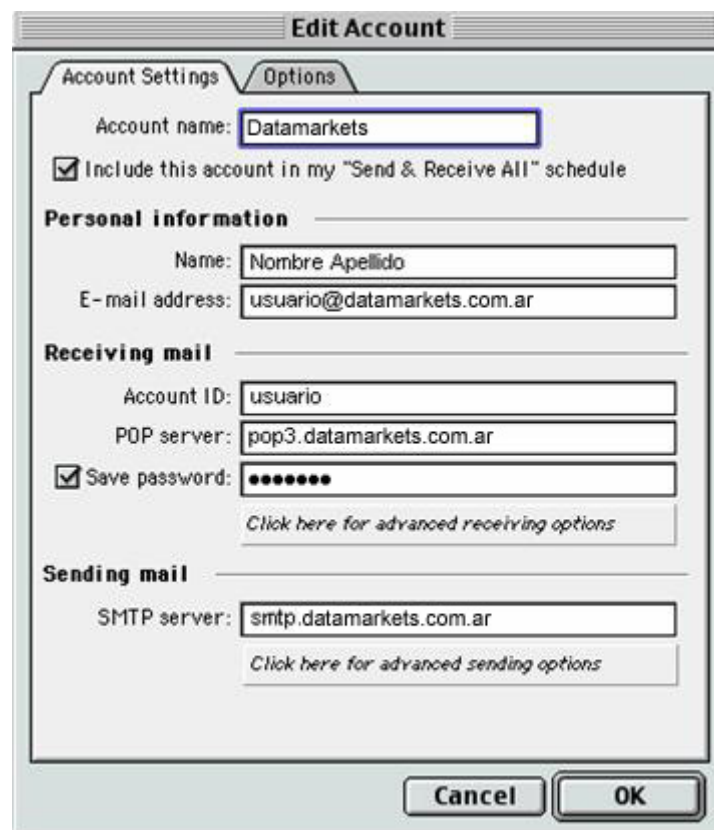 Edit Account
Account Settings Options
Account name: Datamarkets
Include this account in my "Send & Receive All" schedule
Personal information
Name: Nombre Apellido
E-mail address: usuario@datamarkets.com.ar
Receiving mail
Account ID: usuario
POP server: pop3.datamarkets.com.ar
Save password: •••••••
Click here for advanced receiving options
Sending mail
SMTP server: smtp.datamarkets.com.ar
Click here for advanced sending options
Cancel OK